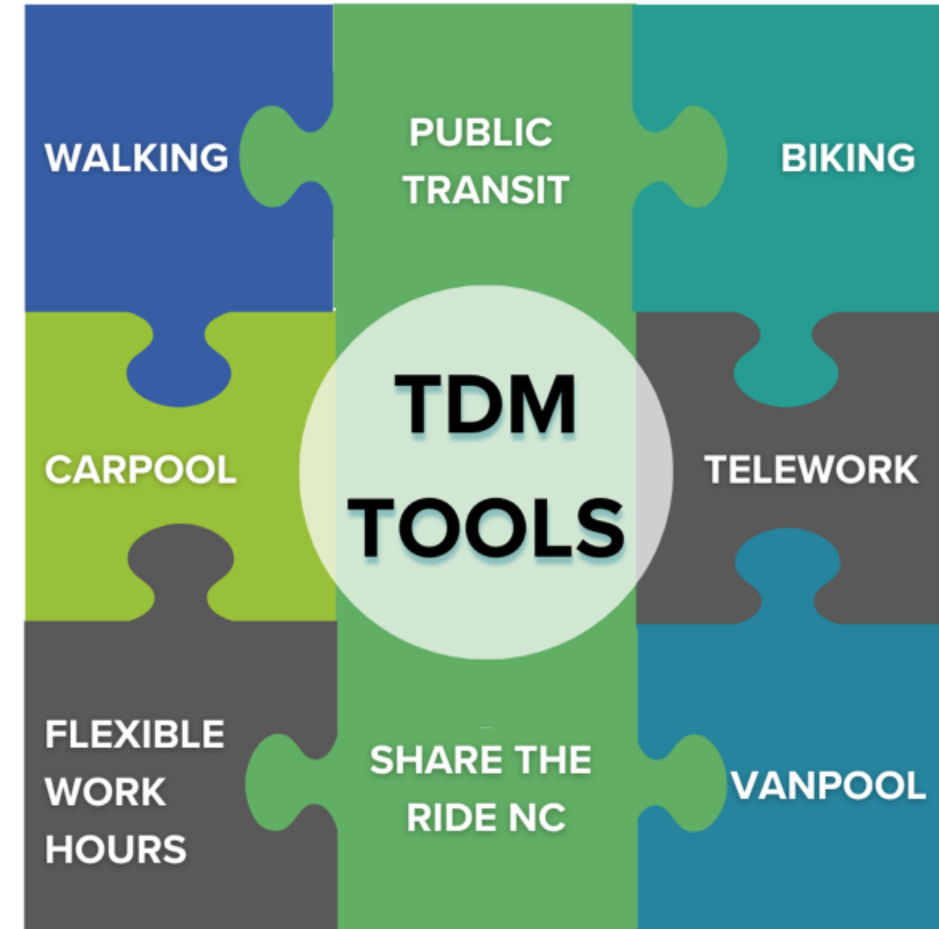 WALKING
PUBLIC
TRANSIT
BIKING
CARPOOL
TDM
TOOLS
TELEWORK
FLEXIBLE
WORK
HOURS
SHARE THE
RIDE NC
VANPOOL